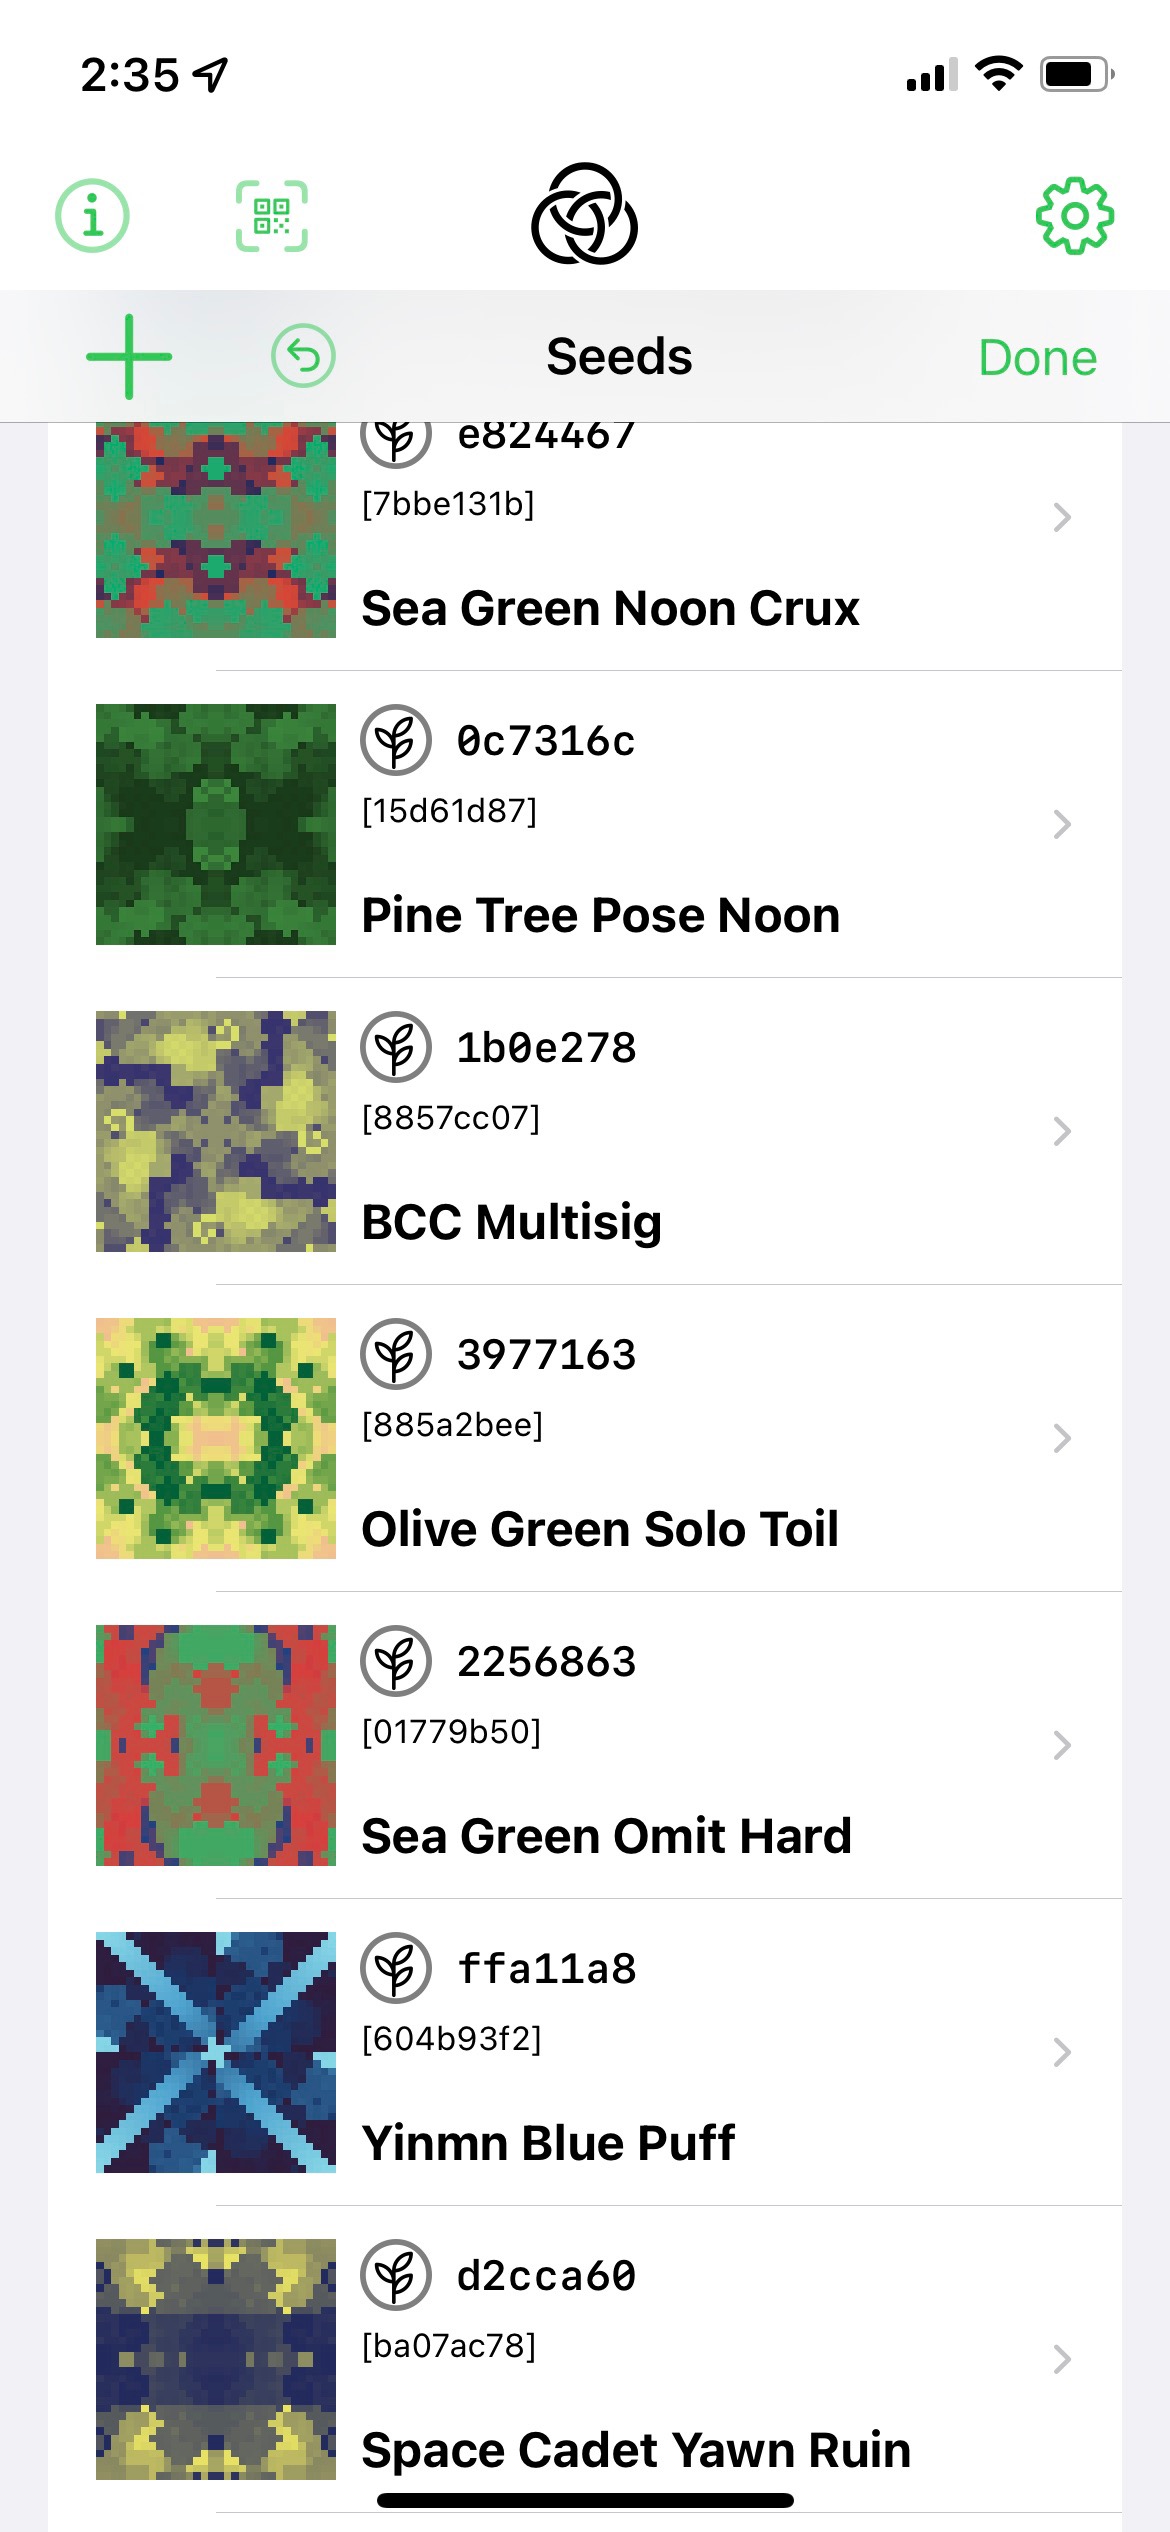 2:35
Seeds
Done
e824467
[7bbe131b]
Sea Green Noon Crux
0c7316c
[15d61d87]
Pine Tree Pose Noon
1b0e278
[8857cc07]
BCC Multisig
3977163
[885a2bee]
Olive Green Solo Toil
2256863
[01779b50]
Sea Green Omit Hard
ffa11a8
[604b93f2]
Yinmn Blue Puff
d2cca60
[ba07ac78]
Space Cadet Yawn Ruin